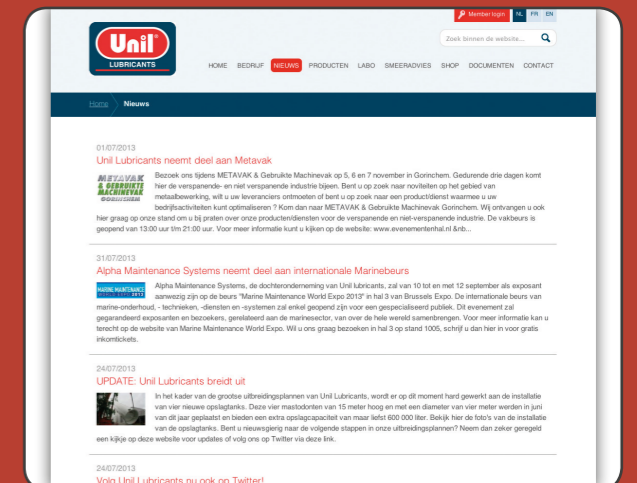 Member login NL FR EN
Unil
LUBRICANTS
Zoek binnen de website...
HOME BEDRIJF NIEUWS PRODUCTEN LABO SMEERADVIES SHOP DOCUMENTEN CONTACT
Home Nieuws
01/07/2013
Unil Lubricants neemt deel aan Metavak
METAVAK
& GEBRUIKTE
MACHINEVAK
GORINCHEM
Bezoek ons tijdens METAVAK & Gebruikte Machinevak op 5, 6 en 7 november in Gorinchem. Gedurende drie dagen komt
hier de verspanende- en niet verspanende industrie bijeen. Bent u op zoek naar noviteiten op het gebied van
metaalbewerking, wilt u uw leveranciers ontmoeten of bent u op zoek naar een product/dienst waarmee u uw
bedrijfsactiviteiten kunt optimaliseren ? Kom dan naar METAVAK & Gebruikte Machinevak Gorinchem. Wij ontvangen u ook
hier graag op onze stand om u bij praten over onze producten/diensten voor de verspanende en niet-verspanende industrie. De vakbeurs is
geopend van 13:00 uur t/m 21:00 uur. Voor meer informatie kunt u kijken op de website: www.evenementenhal.nl &nb...
31/07/2013
Alpha Maintenance Systems neemt deel aan internationale Marinebeurs
MARINE MAINTENANCE
WORLD EXPO 2013
Alpha Maintenance Systems, de dochteronderneming van Unil lubricants, zal van 10 tot en met 12 september als exposant
aanwezig zijn op de beurs "Marine Maintenance World Expo 2013" in hal 3 van Brussels Expo. De internationale beurs van
marine-onderhoud, - technieken, -diensten en -systemen zal enkel geopend zijn voor een gespecialiseerd publiek. Dit evenement zal
gegarandeerd exposanten en bezoekers, gerelateerd aan de marinesector, van over de hele wereld samenbrengen. Voor meer informatie kan u
terecht op de website van Marine Maintenance World Expo. Wil u ons graag bezoeken in hal 3 op stand 1005, schrijf u dan hier in voor gratis
inkomtickets.
24/07/2013
UPDATE: Unil Lubricants breidt uit
In het kader van de grootse uitbreidingsplannen van Unil Lubricants, wordt er op dit moment hard gewerkt aan de installatie
van vier nieuwe opslagtanks. Deze vier mastodonten van 15 meter hoog en met een diameter van vier meter werden in juni
van dit jaar geplaatst en bieden een extra opslagcapaciteit van maar liefst 600 000 liter. Bekijk hier de foto's van de installatie
van de opslagtanks. Bent u nieuwsgierig naar de volgende stappen in onze uitbreidingsplannen? Neem dan zeker geregeld
een kijkje op deze website voor updates of volg ons op Twitter via deze link.
24/07/2013
Volg Unil Lubricants nu ook op Twitter!